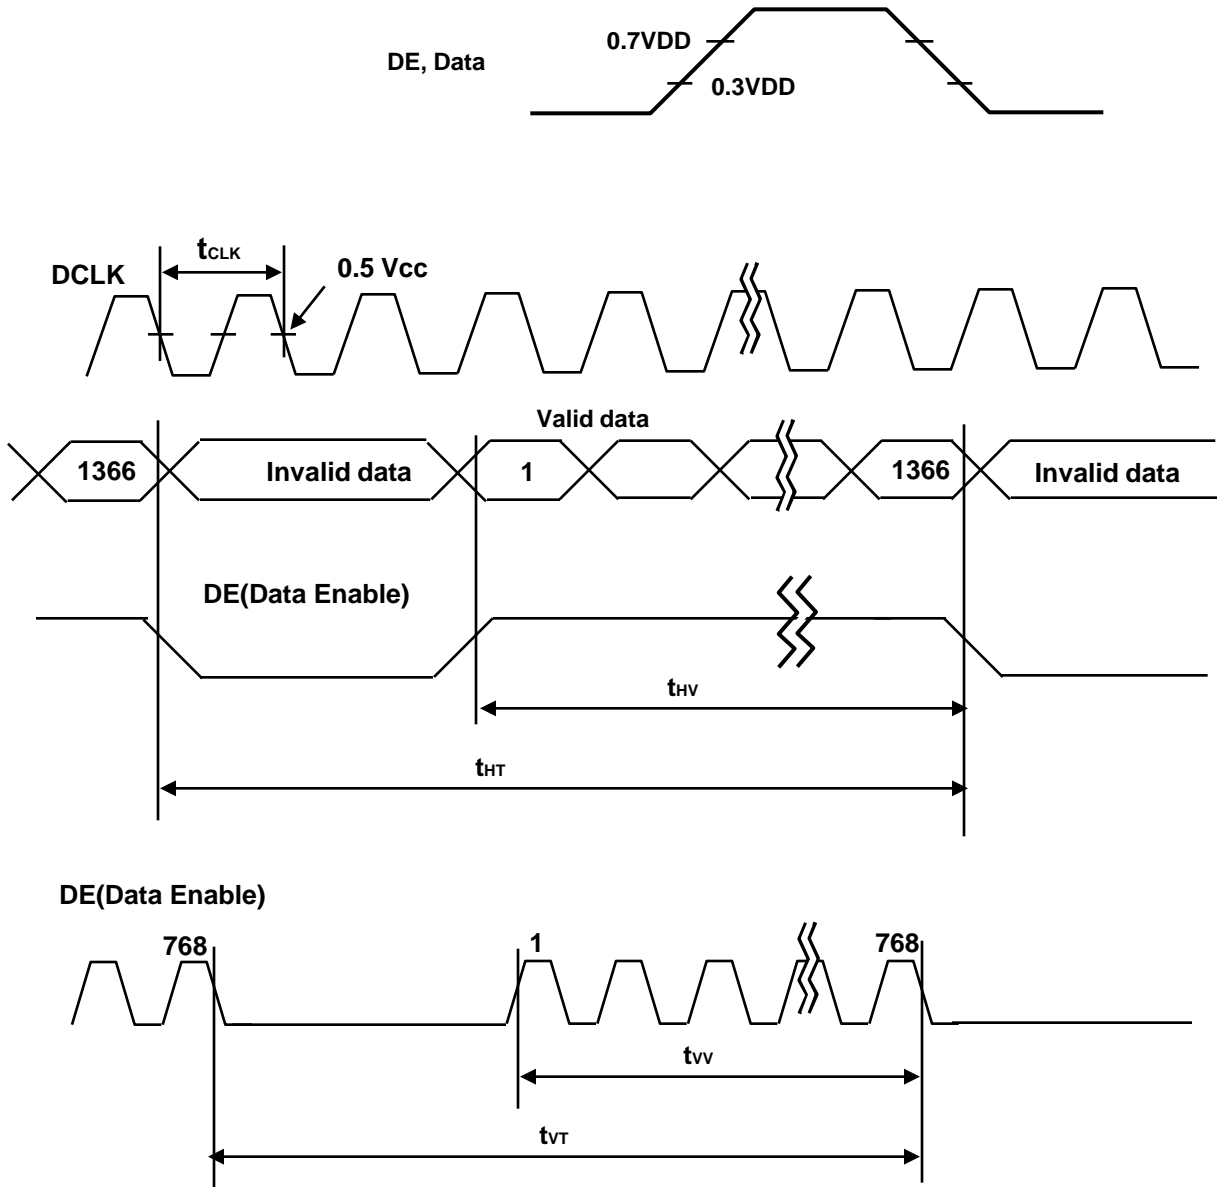 0.7VDD
DE, Data
0.3VDD
tCLK
DCLK
0.5 Vcc
Valid data
1366
Invalid data
1
1366
Invalid data
DE(Data Enable)
tHV
tHT
DE(Data Enable)
768
1
768
tVV
tVT